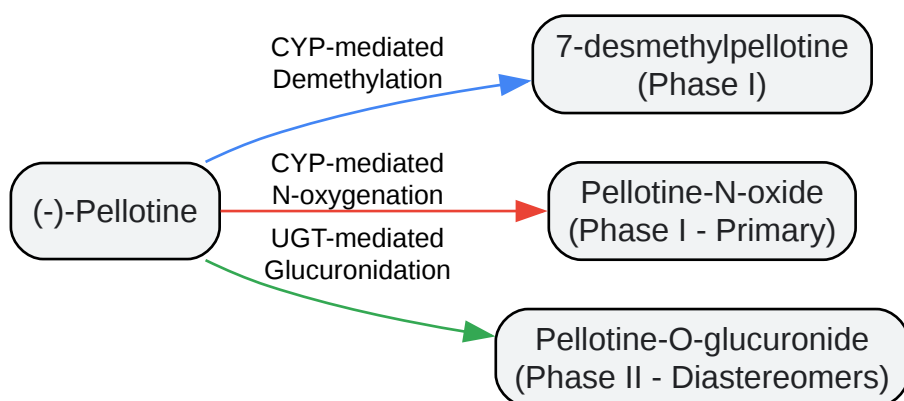 CYP-mediated
Demethylation
7-desmethylpellotine
(Phase I)
(-)-Pellotine
CYP-mediated
N-oxygenation
Pellotine-N-oxide
(Phase I - Primary)
UGT-mediated
Glucuronidation
Pellotine-O-glucuronide
(Phase II - Diastereomers)